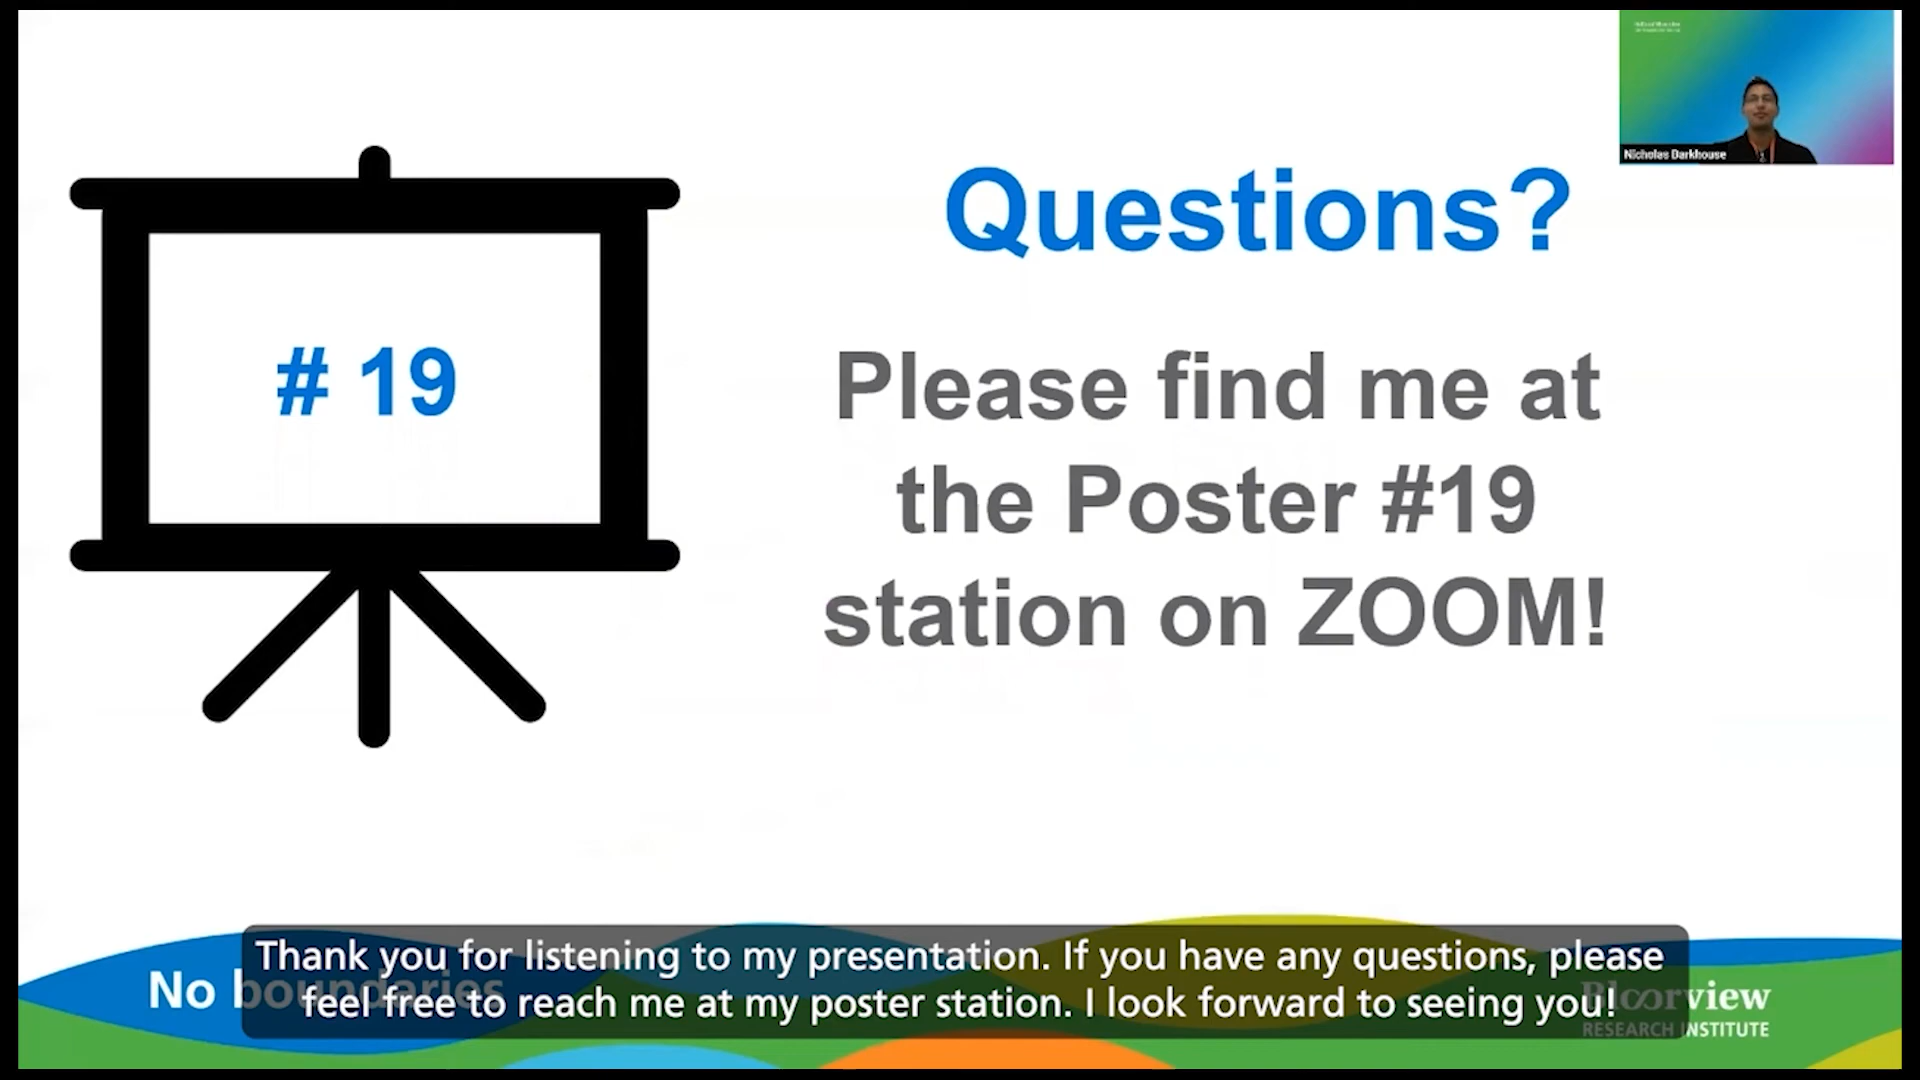 Nicholas Darkhouse
Questions?
# 19
Please find me at
the Poster #19
station on ZOOM!
Thank you for listening to my presentation. If you have any questions, please
feel free to reach me at my poster station. I look forward to seeing you!
No boundaries
Bloorview
RESEARCH INSTITUTE